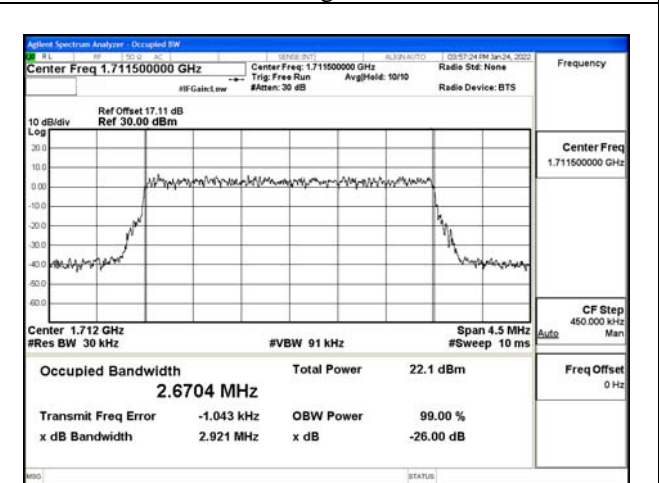 Agilent Spectrum Analyzer - Occupied BW
RL RF 50 Ω AC SENSE:INT ALIGN AUTO 03:57:24 PM Jan 24, 2022
Center Freq 1.711500000 GHz
Center Freq: 1.711500000 GHz
Radio Std: None
Trig: Free Run Avg|Hold: 10/10
#IFGain:Low #Atten: 30 dB Radio Device: BTS
Frequency
Ref Offset 17.11 dB
10 dB/div Ref 30.00 dBm
Log
20.0
10.0
0.00
-10.0
-20.0
-30.0
-40.0
-50.0
-60.0
Center 1.712 GHz Span 4.5 MHz
#Res BW 30 kHz #VBW 91 kHz #Sweep 10 ms
Occupied Bandwidth Total Power 22.1 dBm
2.6704 MHz
Transmit Freq Error -1.043 kHz OBW Power 99.00 %
x dB Bandwidth 2.921 MHz x dB -26.00 dB
Center Freq
1.711500000 GHz
CF Step
450.000 kHz
Auto Man
Freq Offset
0 Hz
MSG STATUS